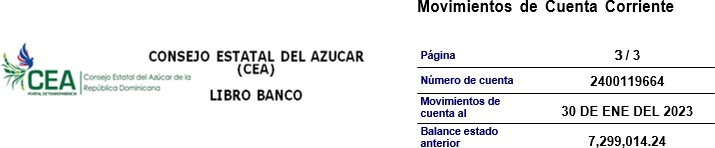 Movimientos de Cuenta Corriente
CEA
Consejo Estatal del Azúcar de la
República Dominicana
PORTAL DE TRANSPARENCIA
CONSEJO ESTATAL DEL AZUCAR
(CEA)
LIBRO BANCO
Página 3 / 3
Número de cuenta 2400119664
Movimientos de
cuenta al 30 DE ENE DEL 2023
Balance estado
anterior 7,299,014.24